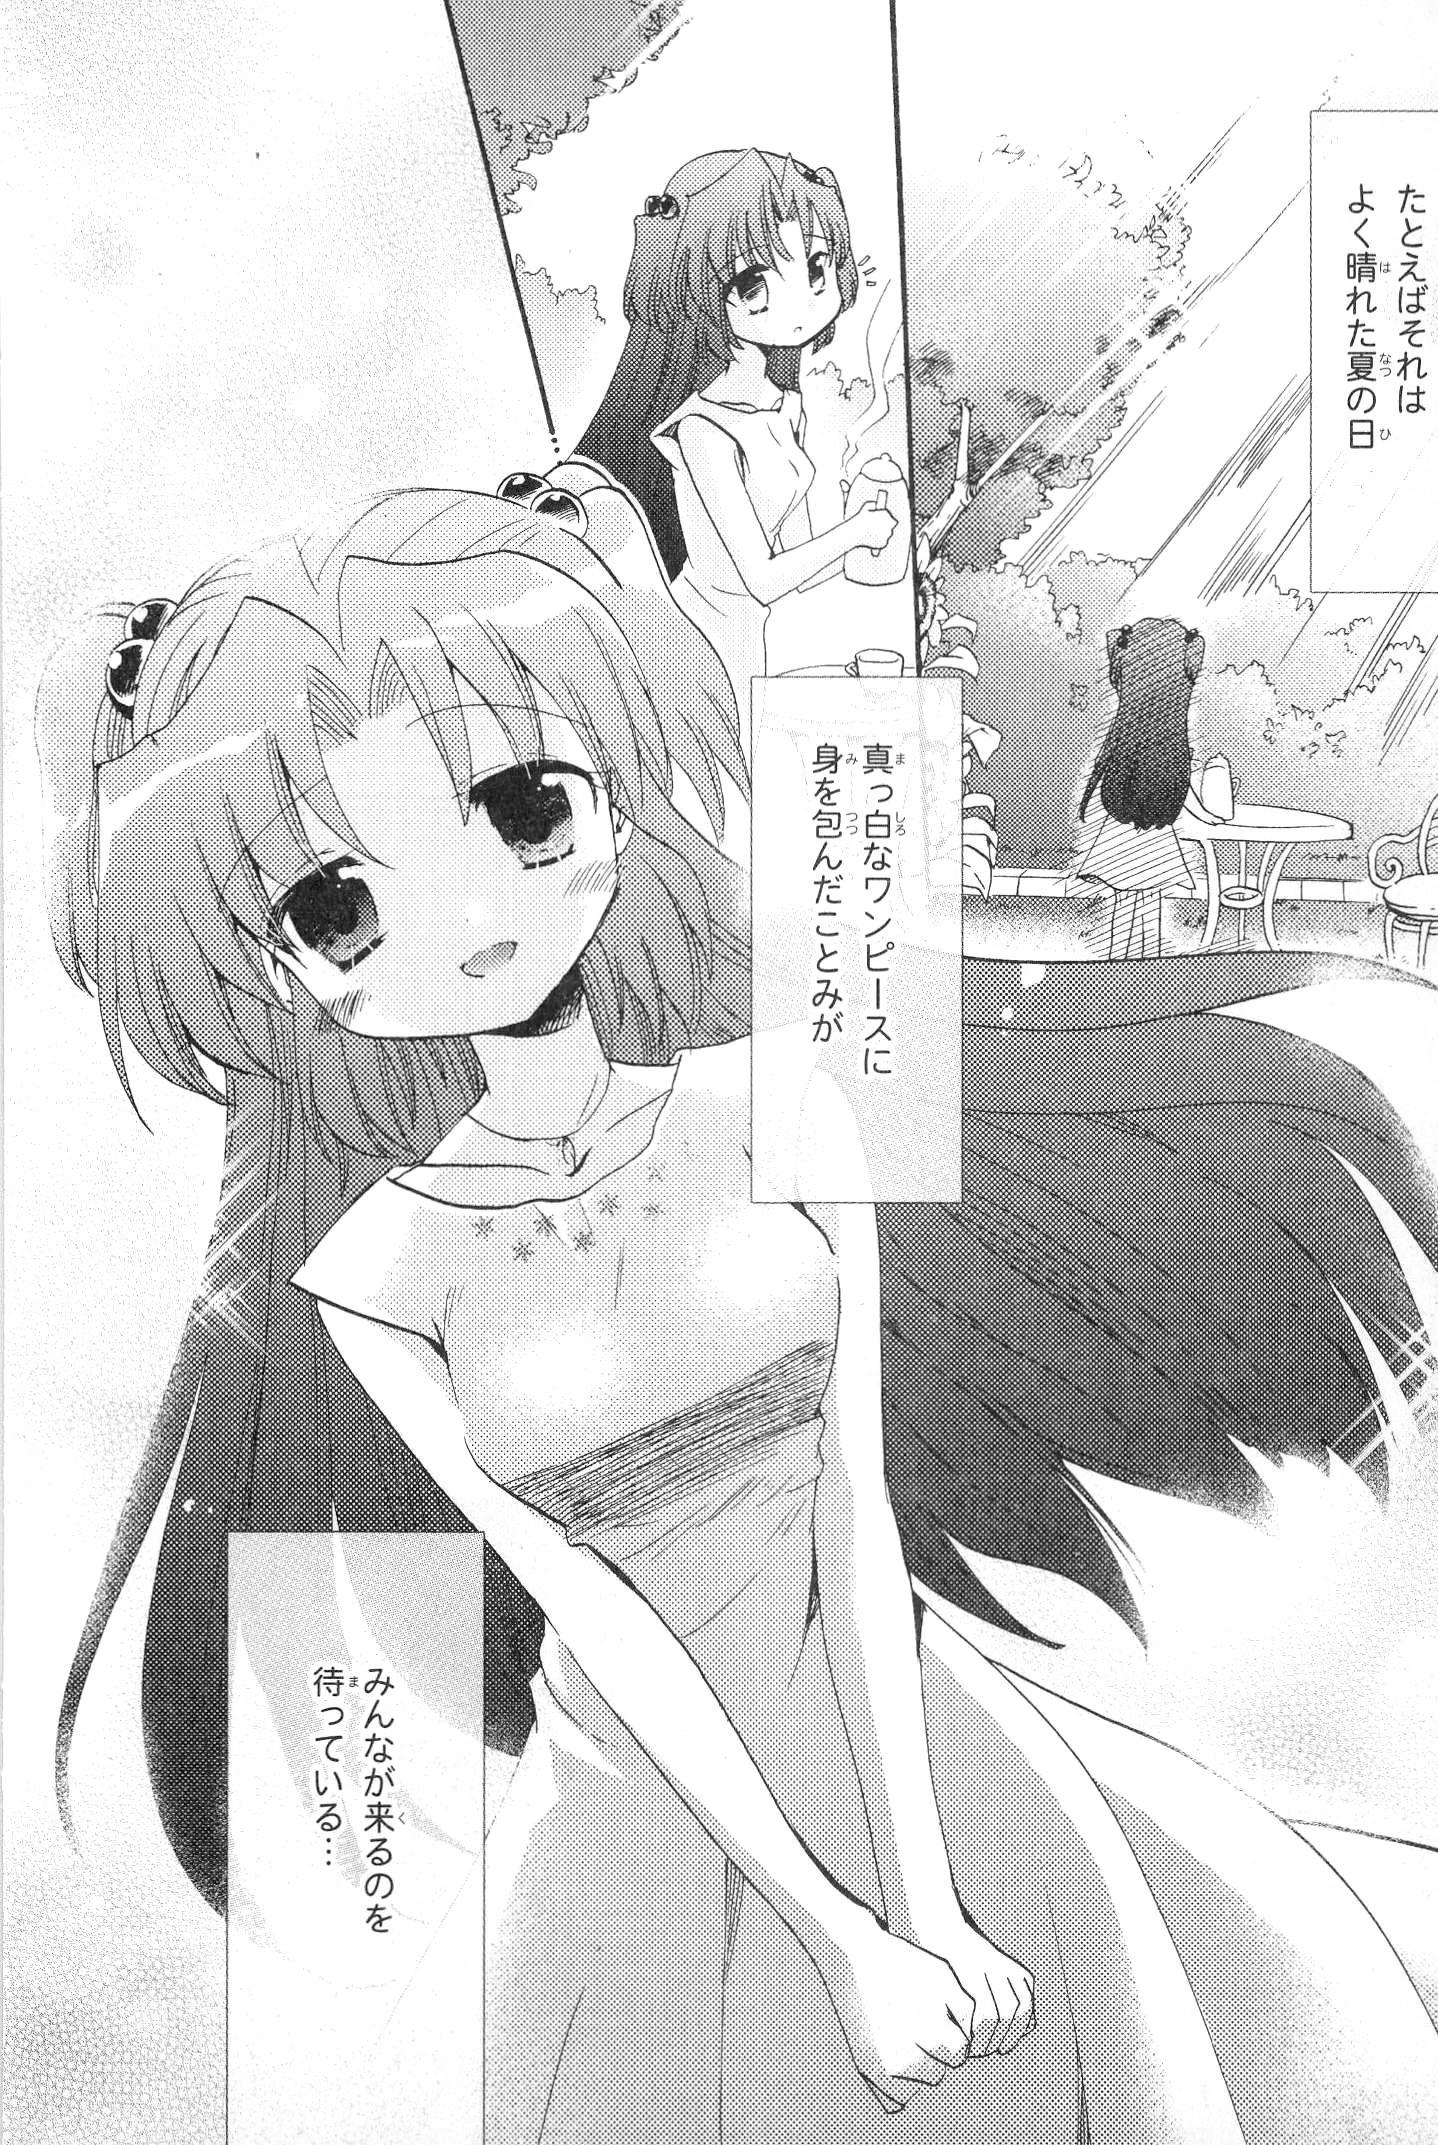 たとえばそれは
よく晴れた夏の日
真っ白なワンピースに
身を包んだことみが
みんなが来るのを
待っている…